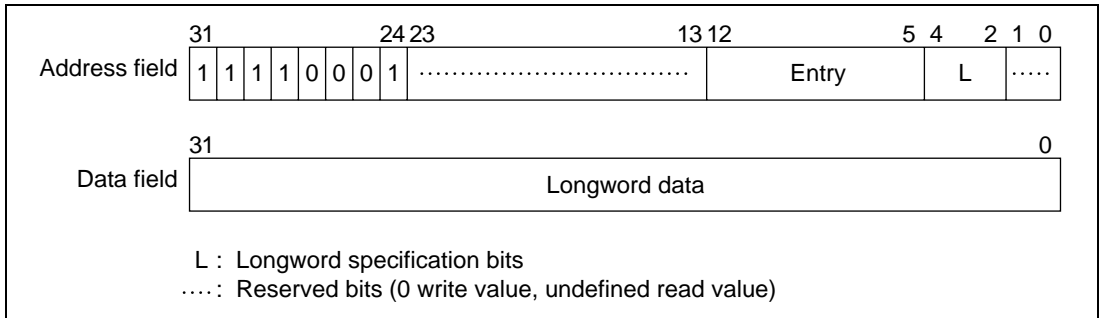 31 24 23 13 12 5 4 2 1 0
Address field 1 1 1 1 0 0 0 1 ................................. Entry L .....
31 0
Data field Longword data
L : Longword specification bits
.... : Reserved bits (0 write value, undefined read value)